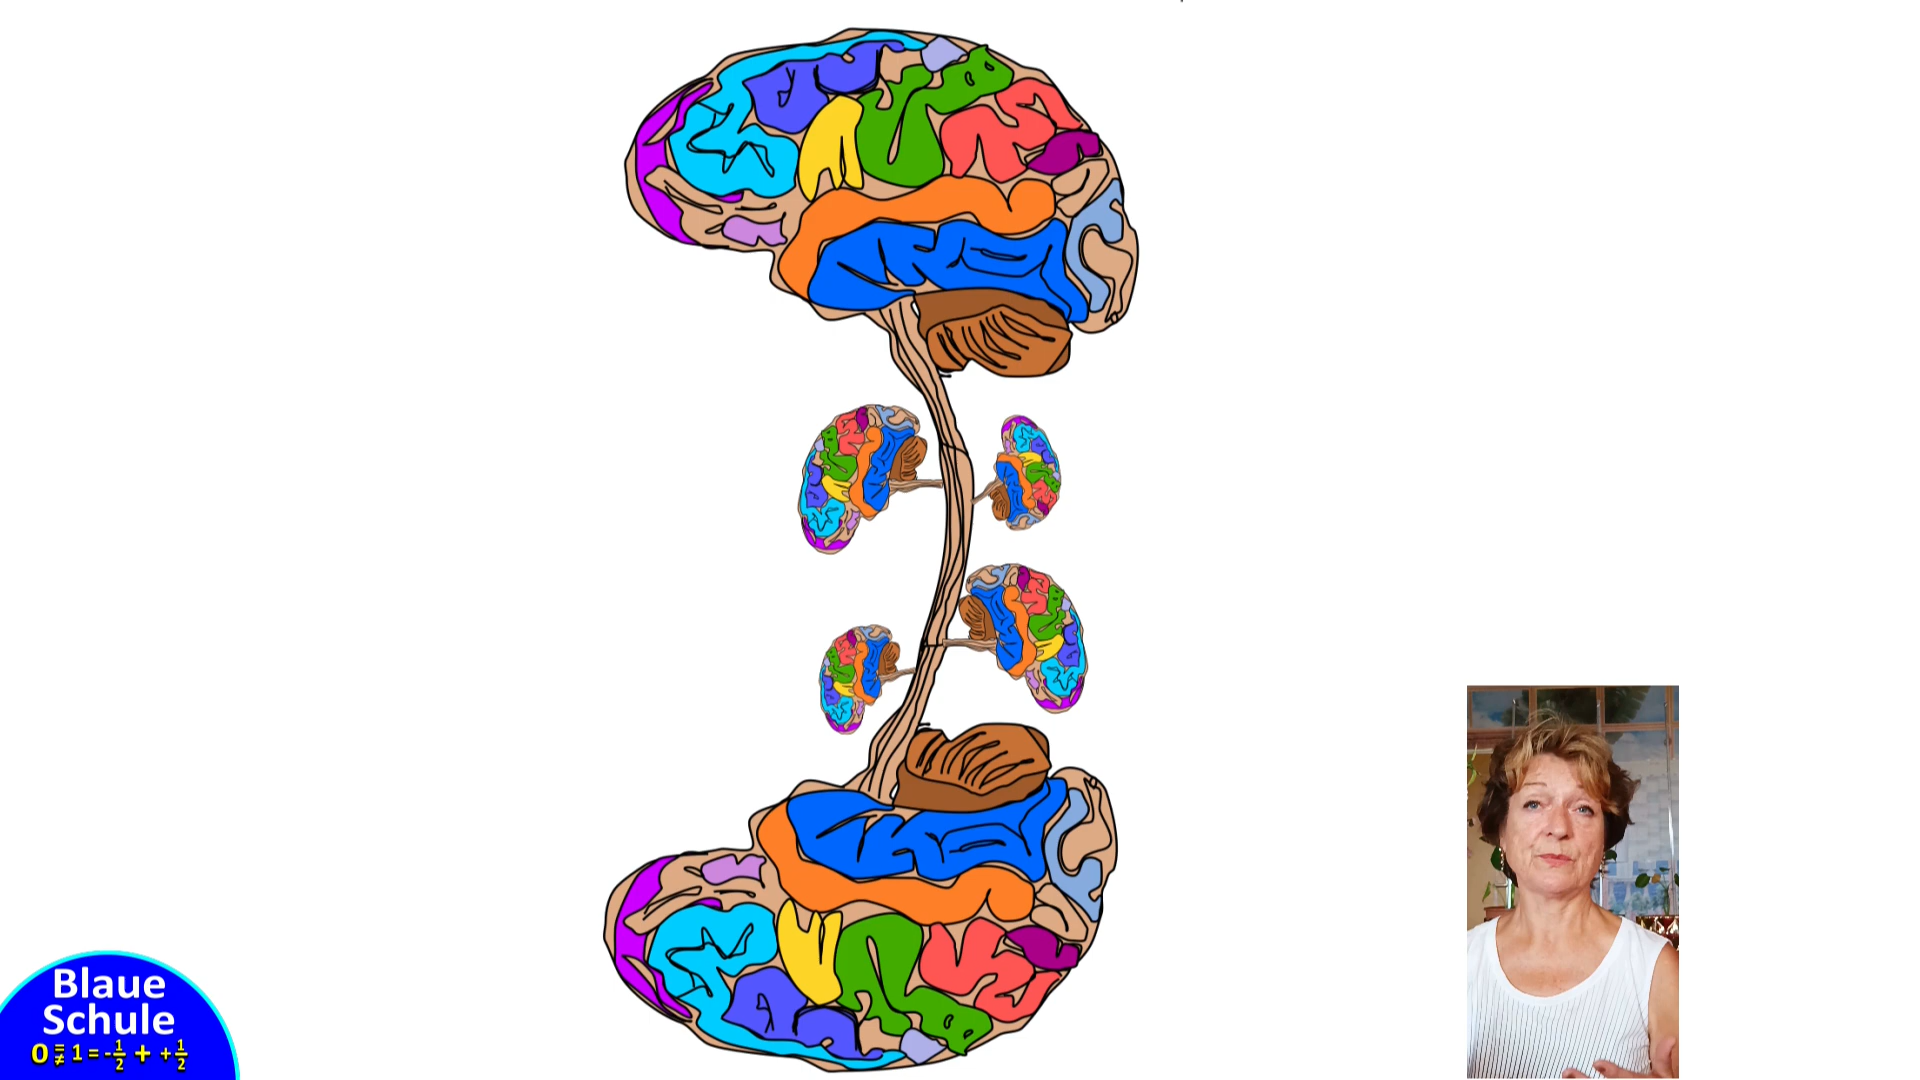 Blaue
Schule
0 ≡≠ 1 = -½ + +½